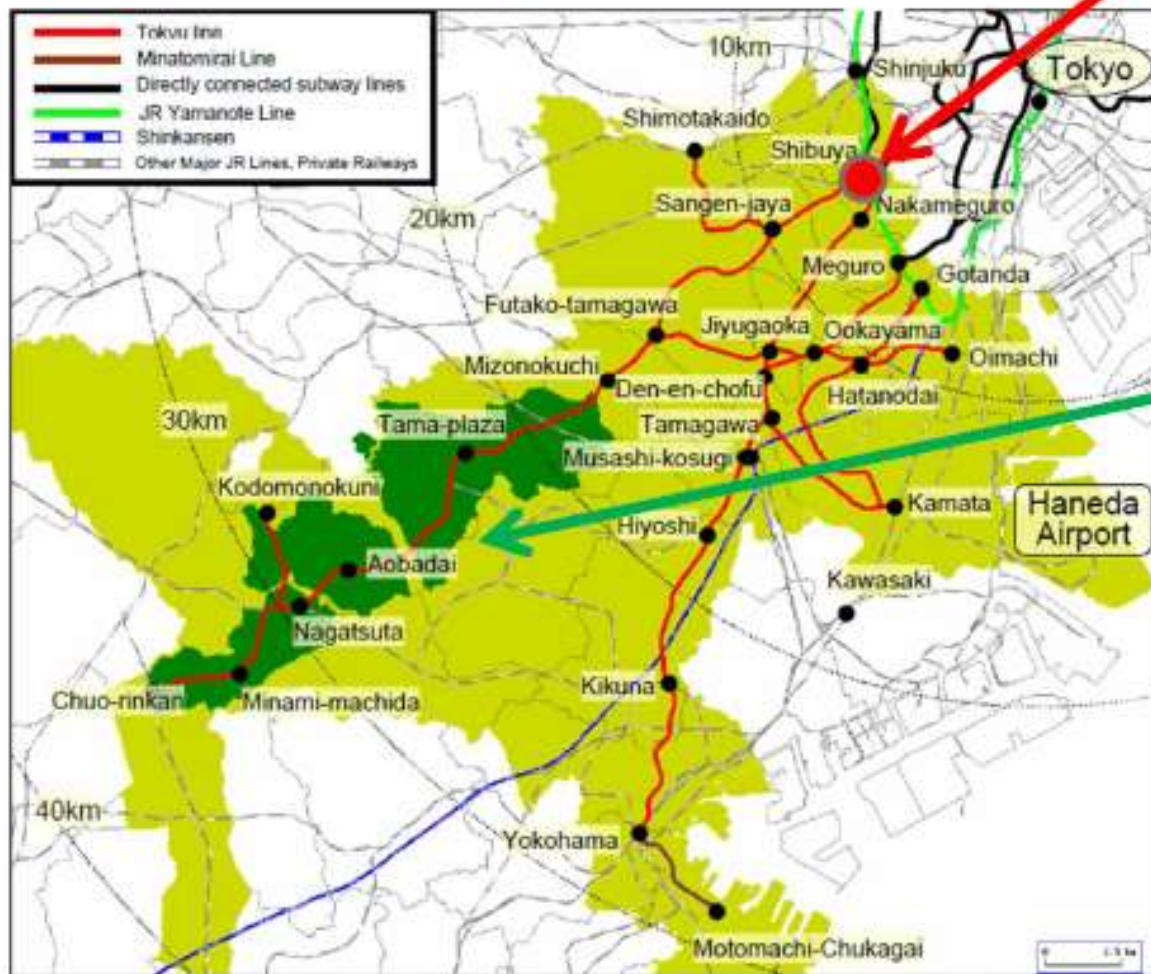 Tokyu line
Minatomirai Line
Directly connected subway lines
JR Yamanote Line
Shinkansen
Other Major JR Lines, Private Railways
10km
Shinjuku
Tokyo
Shimotakaido
Shibuya
Sangen-jaya
Nakameguro
20km
Meguro
Gotanda
Futako-tamagawa
Jiyugaoka
Ookayama
Oimachi
Mizonokuchi
Den-en-chofu
Hatanodai
30km
Tama-plaza
Tamagawa
Musashi-kosugi
Kodomonokuni
Kamata
Haneda
Airport
Hiyoshi
Aobadai
Kawasaki
Nagatsuta
Kikuna
Chuo-rinkan
Minami-machida
40km
Yokohama
Motomachi-Chukagai
0